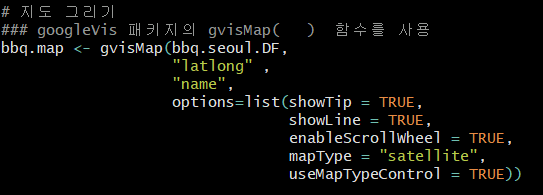 # 지도 그리기
### googleVis 패키지의 gvisMap(   )  함수를 사용
bbq.map <- gvisMap(bbq.seoul.DF,
"latlong" ,
"name",
options=list(showTip = TRUE,
showLine = TRUE,
enableScrollWheel = TRUE,
mapType = "satellite",
useMapTypeControl = TRUE))